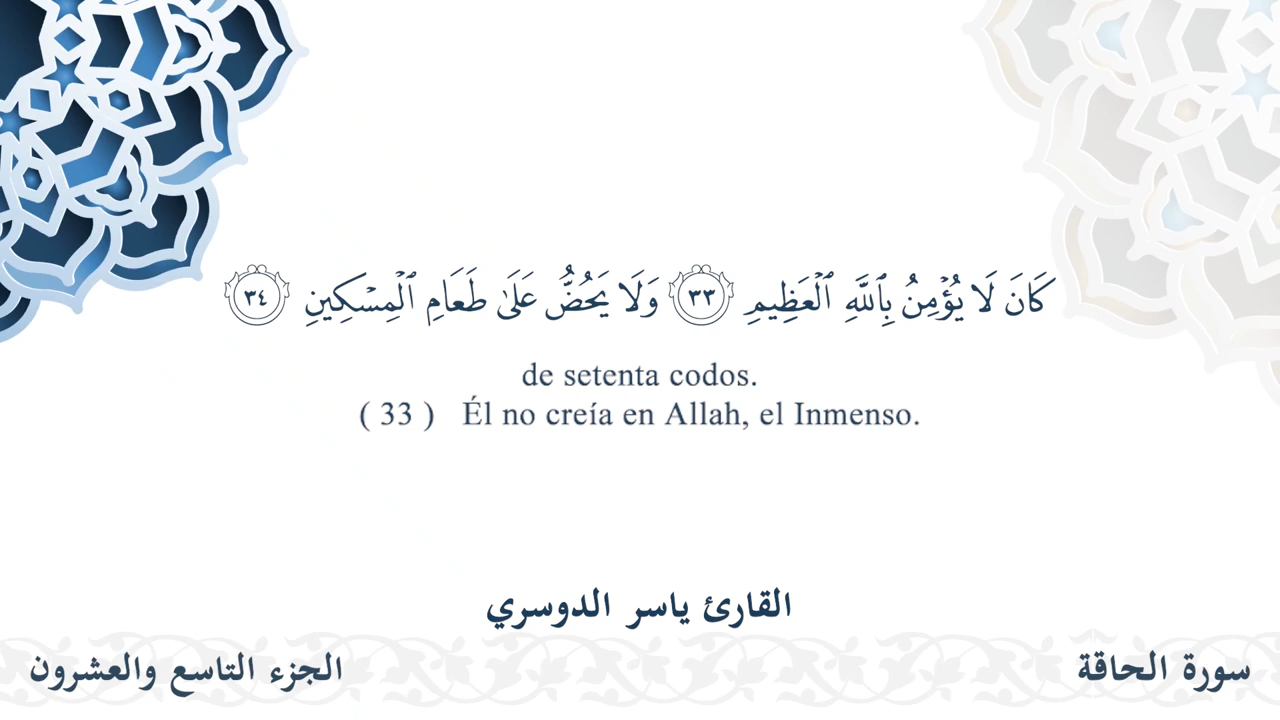 كَانَ لَا يُؤْمِنُ بِٱللَّهِ ٱلْعَظِيمِ ٣٣ وَلَا يَحُضُّ عَلَىٰ طَعَامِ ٱلْمِسْكِينِ ٣٤
de setenta codos.
( 33 ) Él no creía en Allah, el Inmenso.
القارئ ياسر الدوسري
سورة الحاقة
الجزء التاسع والعشرون